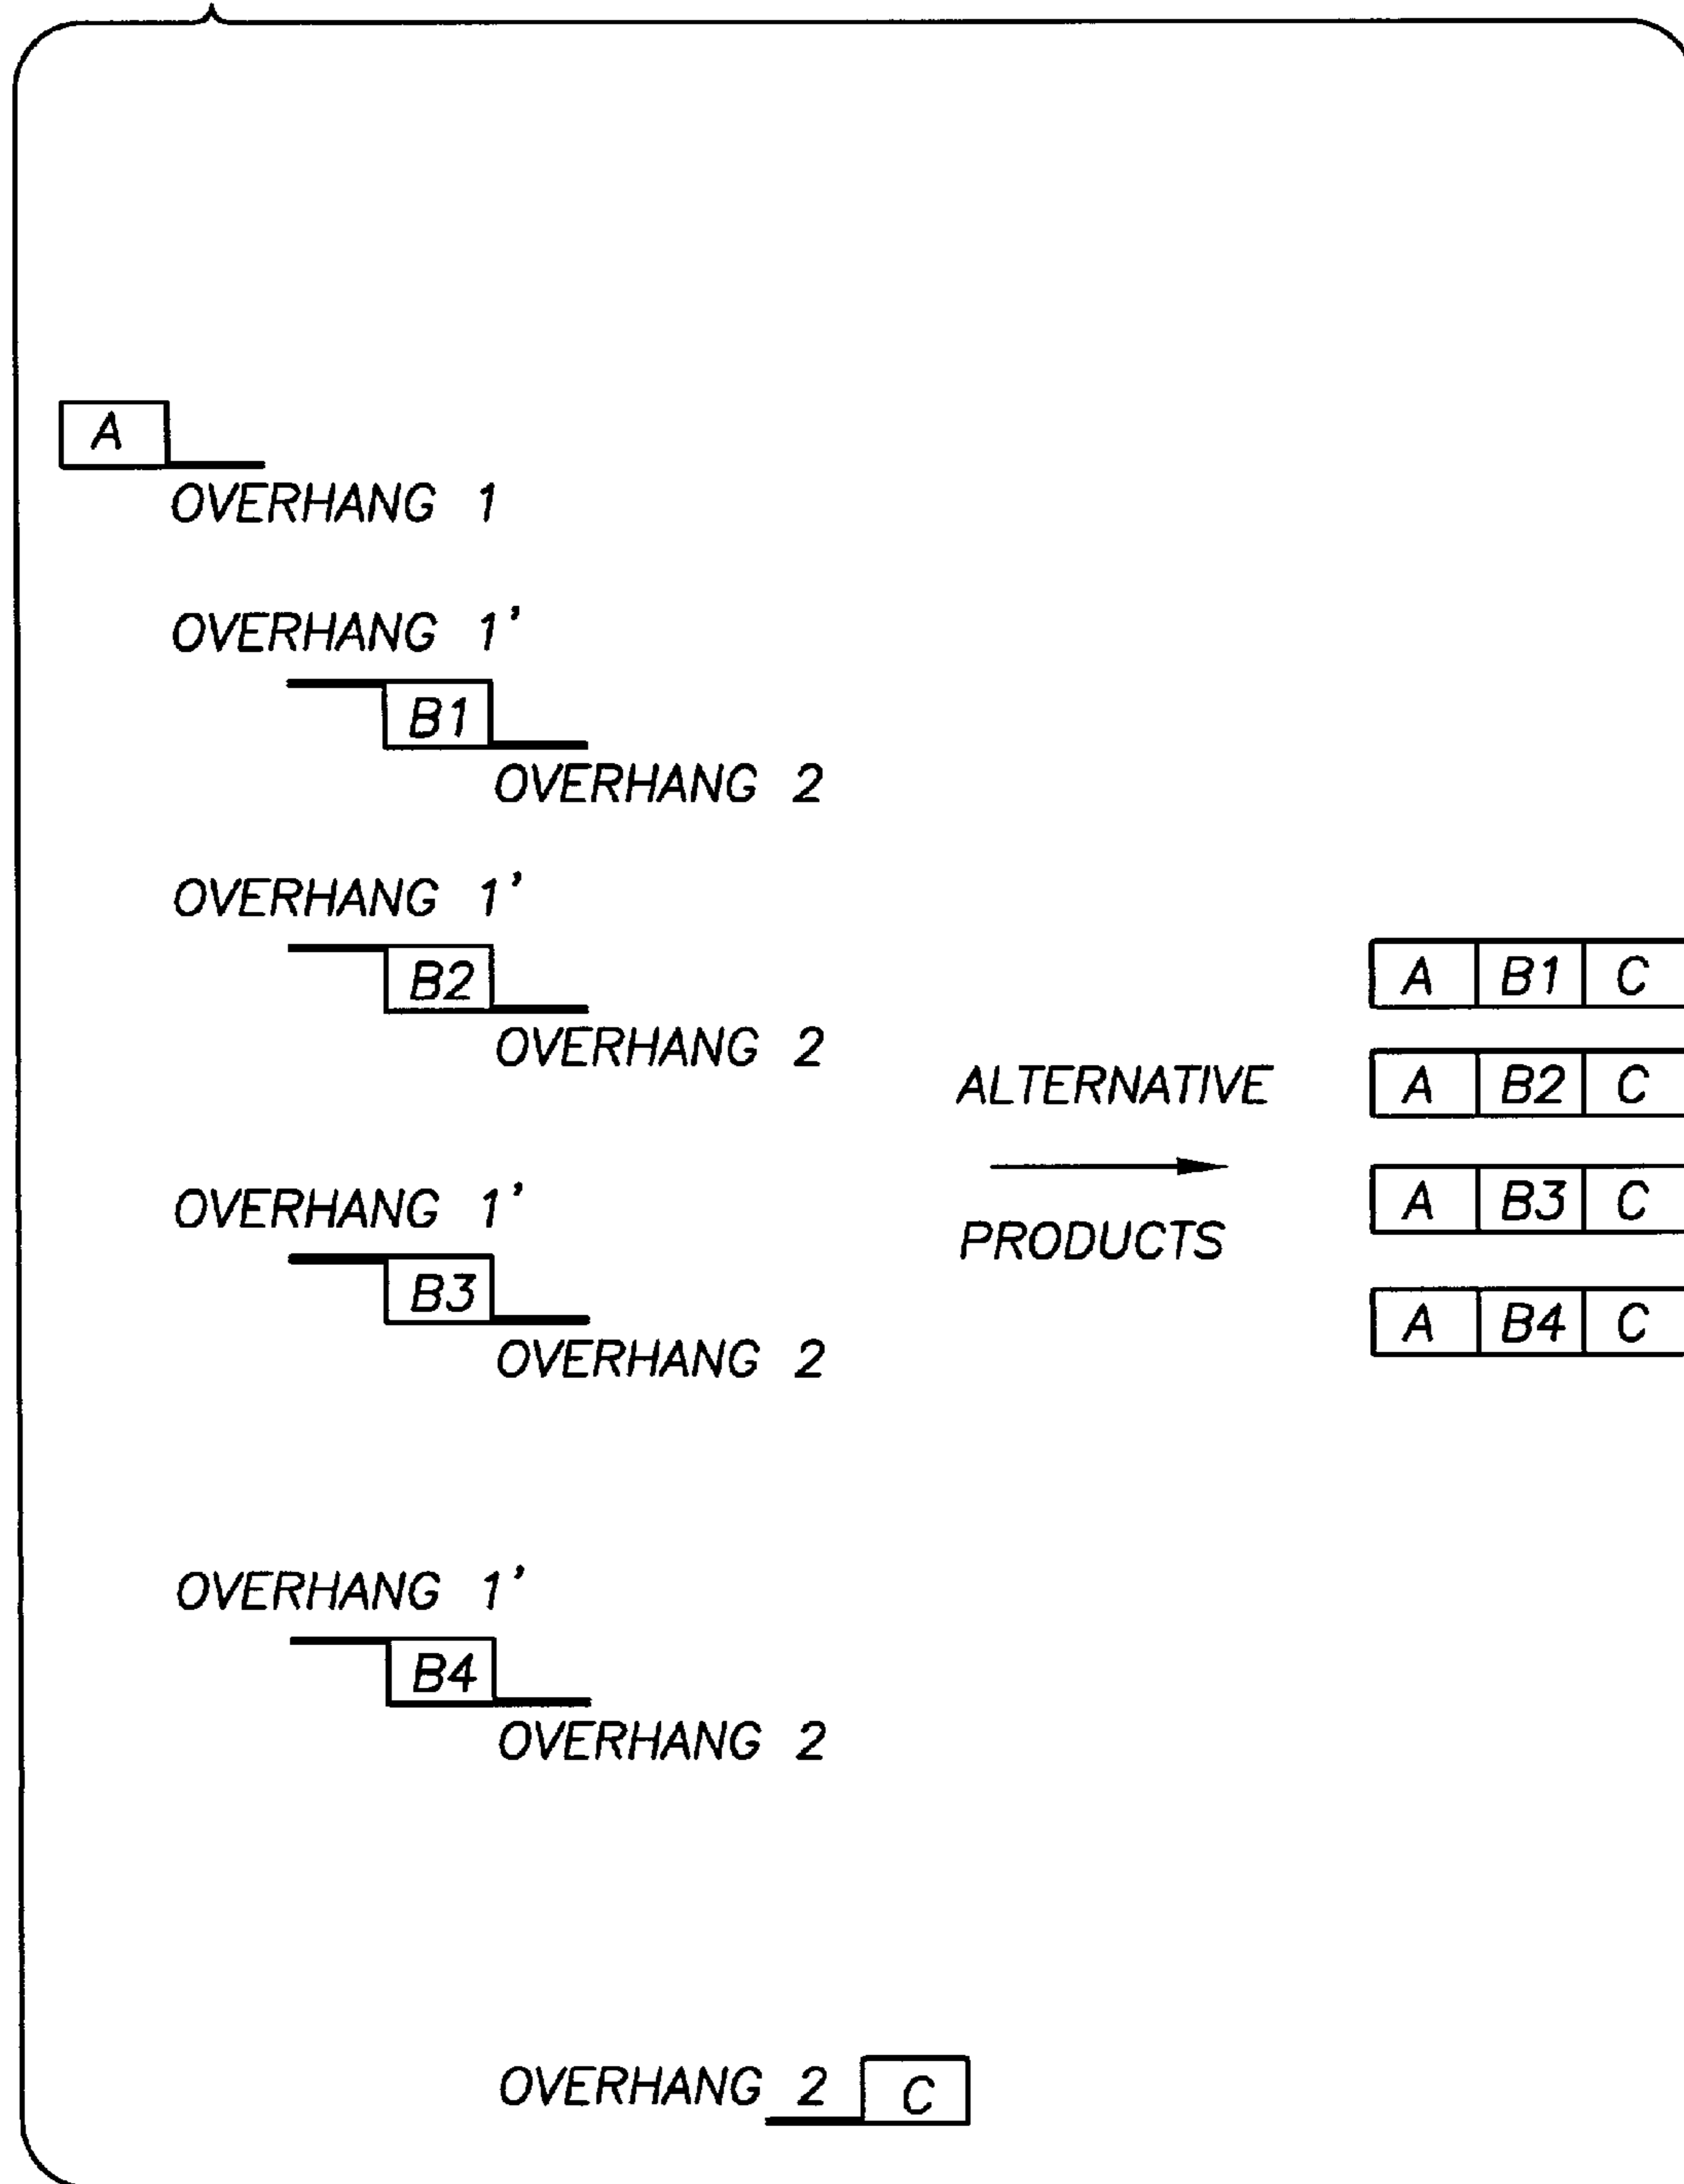 A
OVERHANG 1
OVERHANG 1'
B1
OVERHANG 2
OVERHANG 1'
B2
OVERHANG 2
OVERHANG 1'
B3
OVERHANG 2
OVERHANG 1'
B4
OVERHANG 2
OVERHANG 2 C
ALTERNATIVE
PRODUCTS
A B1 C
A B2 C
A B3 C
A B4 C